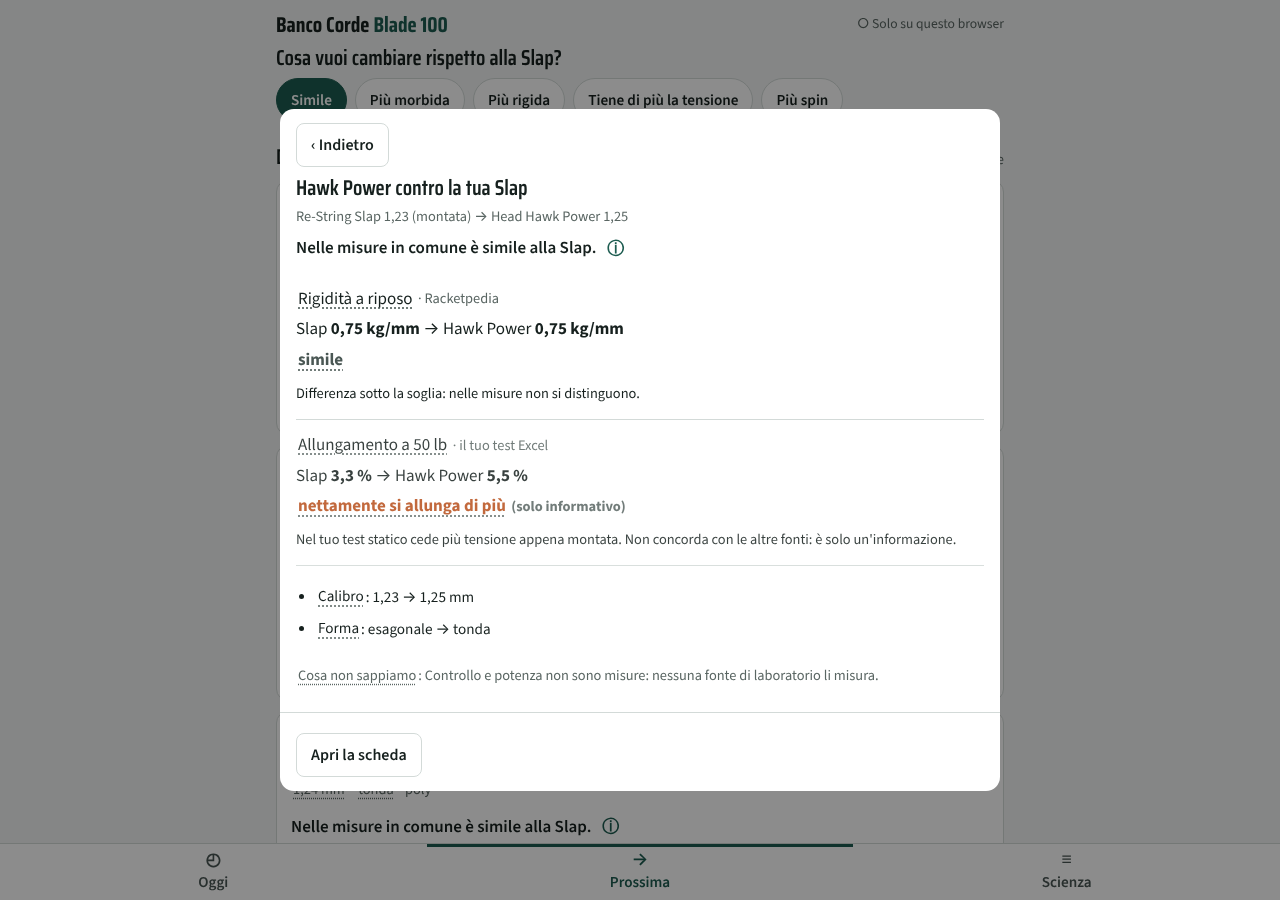 Banco Corde Blade 100
Solo su questo browser
Cosa vuoi cambiare rispetto alla Slap?
Simile
Più morbida
Più rigida
Tiene di più la tensione
Più spin
‹ Indietro
Hawk Power contro la tua Slap
Re-String Slap 1,23 (montata) → Head Hawk Power 1,25
Nelle misure in comune è simile alla Slap. ⓘ
Rigidità a riposo · Racketpedia
Slap 0,75 kg/mm → Hawk Power 0,75 kg/mm
simile
Differenza sotto la soglia: nelle misure non si distinguono.
Allungamento a 50 lb · il tuo test Excel
Slap 3,3 % → Hawk Power 5,5 %
nettamente si allunga di più (solo informativo)
Nel tuo test statico cede più tensione appena montata. Non concorda con le altre fonti: è solo un'informazione.
• Calibro: 1,23 → 1,25 mm
• Forma: esagonale → tonda
Cosa non sappiamo: Controllo e potenza non sono misure: nessuna fonte di laboratorio li misura.
Apri la scheda
1,24 mm tonda poly
Nelle misure in comune è simile alla Slap. ⓘ
Oggi
Prossima
Scienza